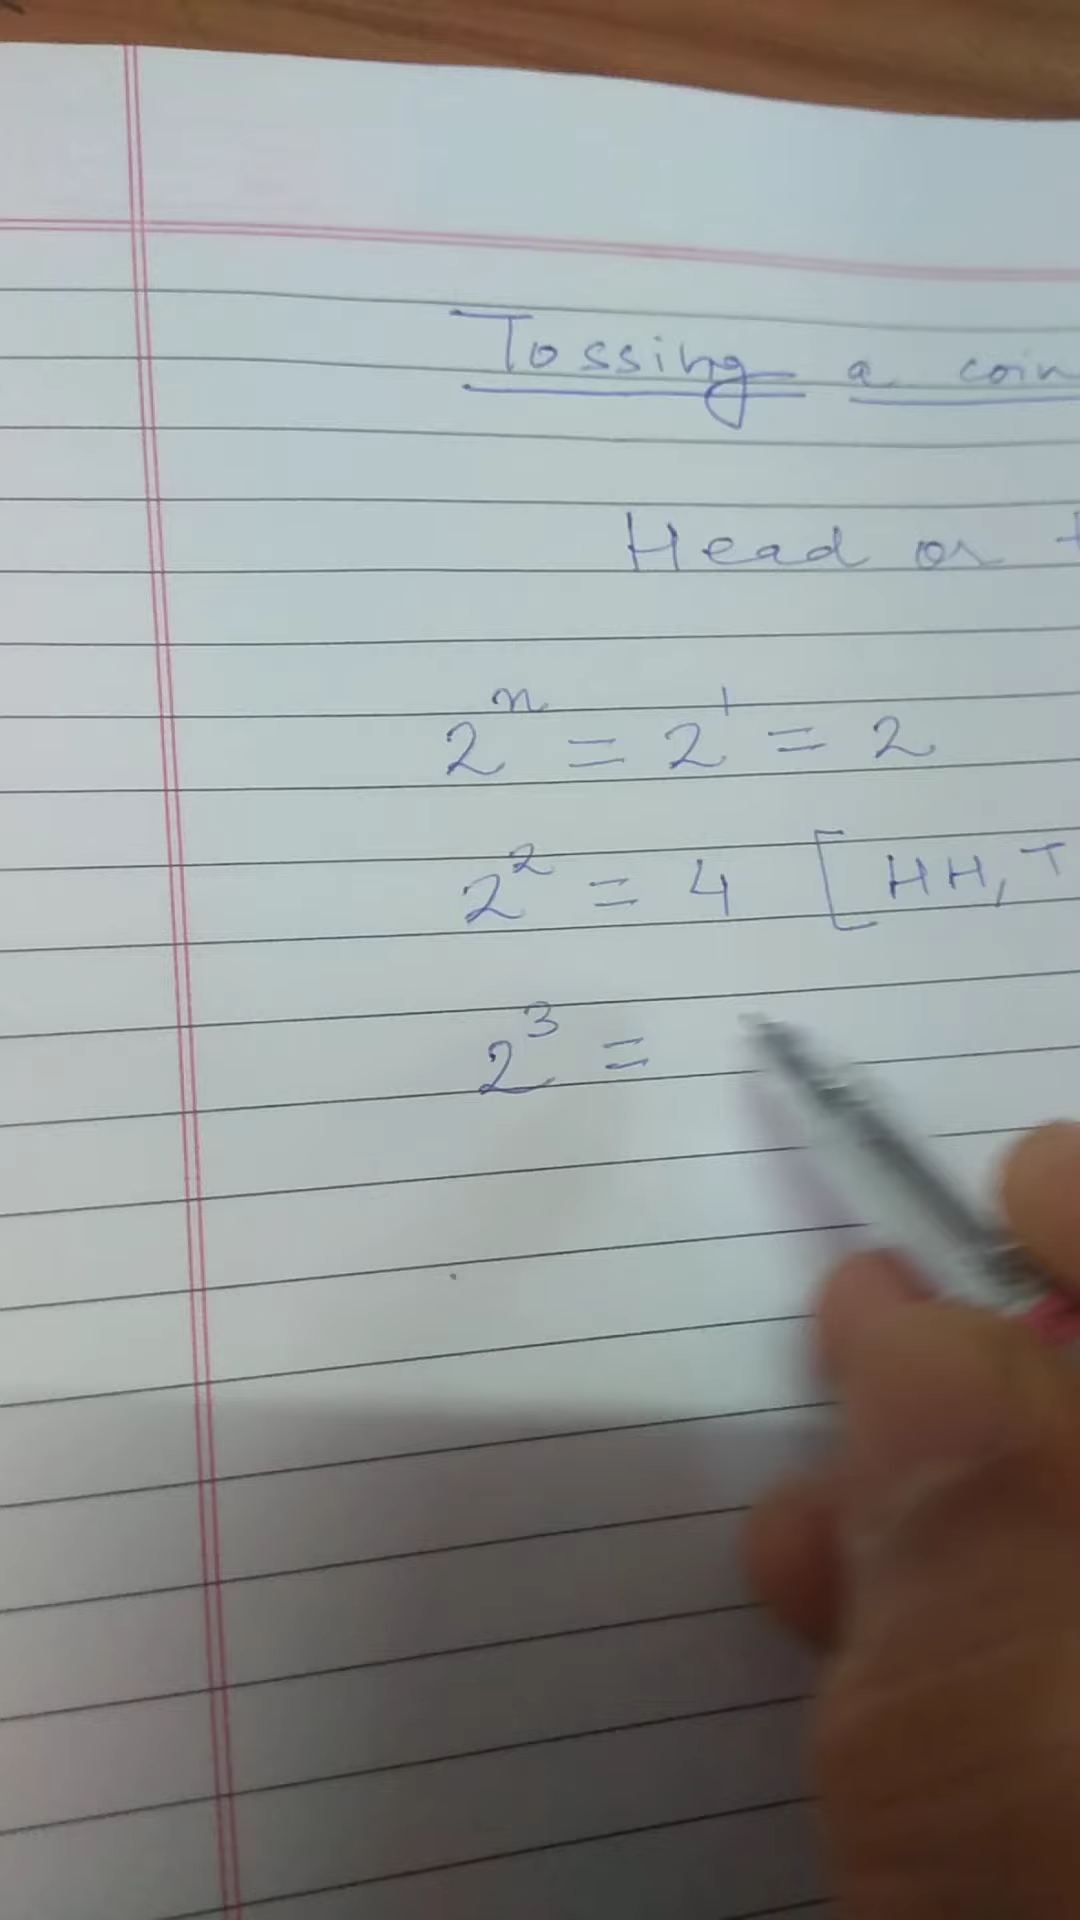 Tossing a coin
Head or
2ⁿ = 2¹ = 2
2² = 4 [HH, T
2³ =